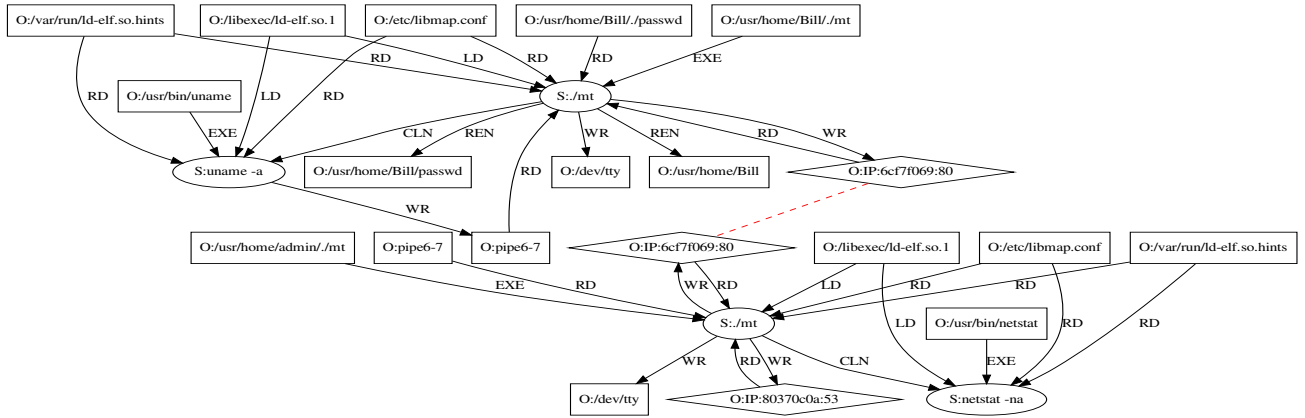 O:/var/run/ld-elf.so.hints
O:/libexec/ld-elf.so.1
O:/etc/libmap.conf
O:/usr/home/Bill/./passwd
O:/usr/home/Bill/./mt
RD
LD
RD
RD
EXE
O:/usr/bin/uname
S:./mt
RD
LD
RD
EXE
CLN
REN
WR
REN
RD
WR
S:uname -a
O:/usr/home/Bill/passwd
RD
O:/dev/tty
O:/usr/home/Bill
O:IP:6cf7f069:80
WR
O:/usr/home/admin/./mt
O:pipe6-7
O:pipe6-7
O:IP:6cf7f069:80
O:/libexec/ld-elf.so.1
O:/etc/libmap.conf
O:/var/run/ld-elf.so.hints
EXE
RD
WR
RD
LD
RD
RD
S:./mt
O:/usr/bin/netstat
LD
RD
RD
WR
RD
WR
CLN
EXE
O:/dev/tty
O:IP:80370c0a:53
S:netstat -na